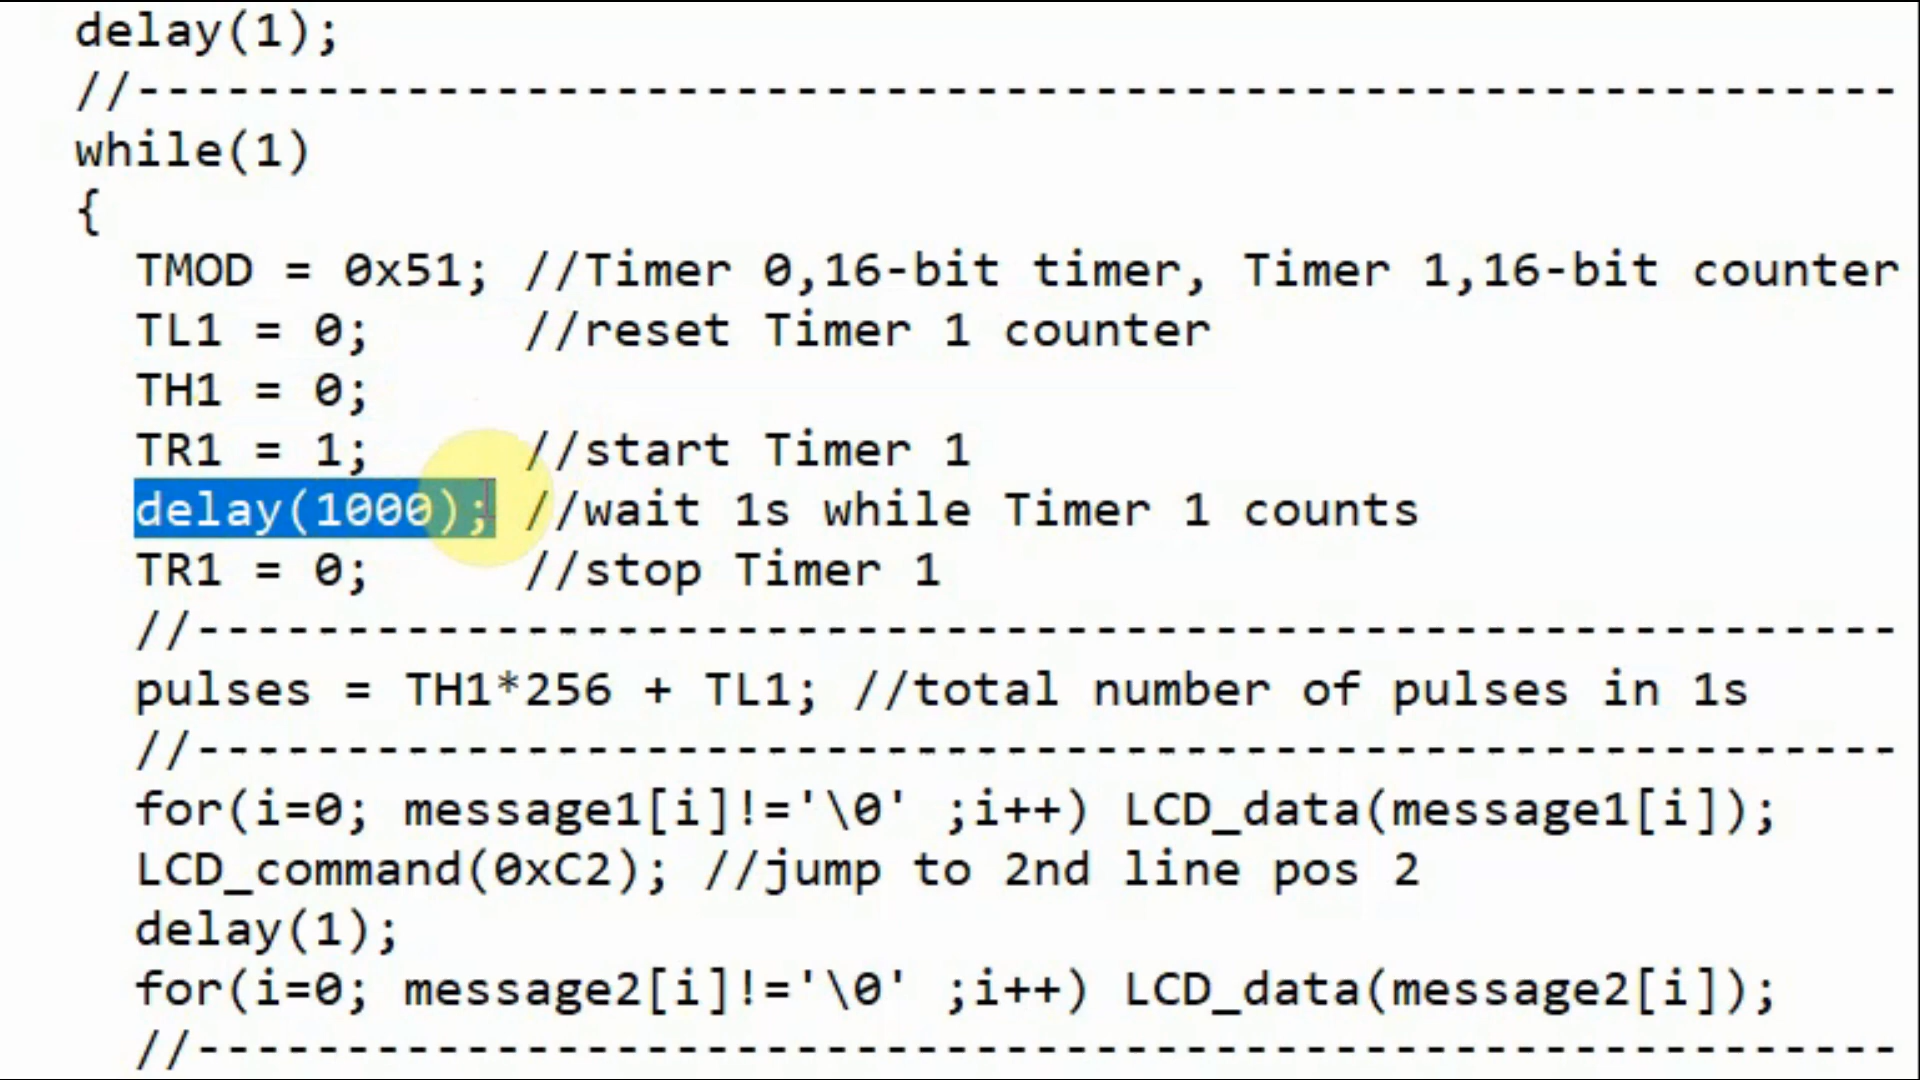 delay(1);
//-----------------------------------------------------------
while(1)
{
TMOD = 0x51; //Timer 0,16-bit timer, Timer 1,16-bit counter
TL1 = 0; //reset Timer 1 counter
TH1 = 0;
TR1 = 1; //start Timer 1
delay(1000); //wait 1s while Timer 1 counts
TR1 = 0; //stop Timer 1
//---------------------------------------------------------
pulses = TH1*256 + TL1; //total number of pulses in 1s
//---------------------------------------------------------
for(i=0; message1[i]!='\0' ;i++) LCD_data(message1[i]);
LCD_command(0xC2); //jump to 2nd line pos 2
delay(1);
for(i=0; message2[i]!='\0' ;i++) LCD_data(message2[i]);
//---------------------------------------------------------